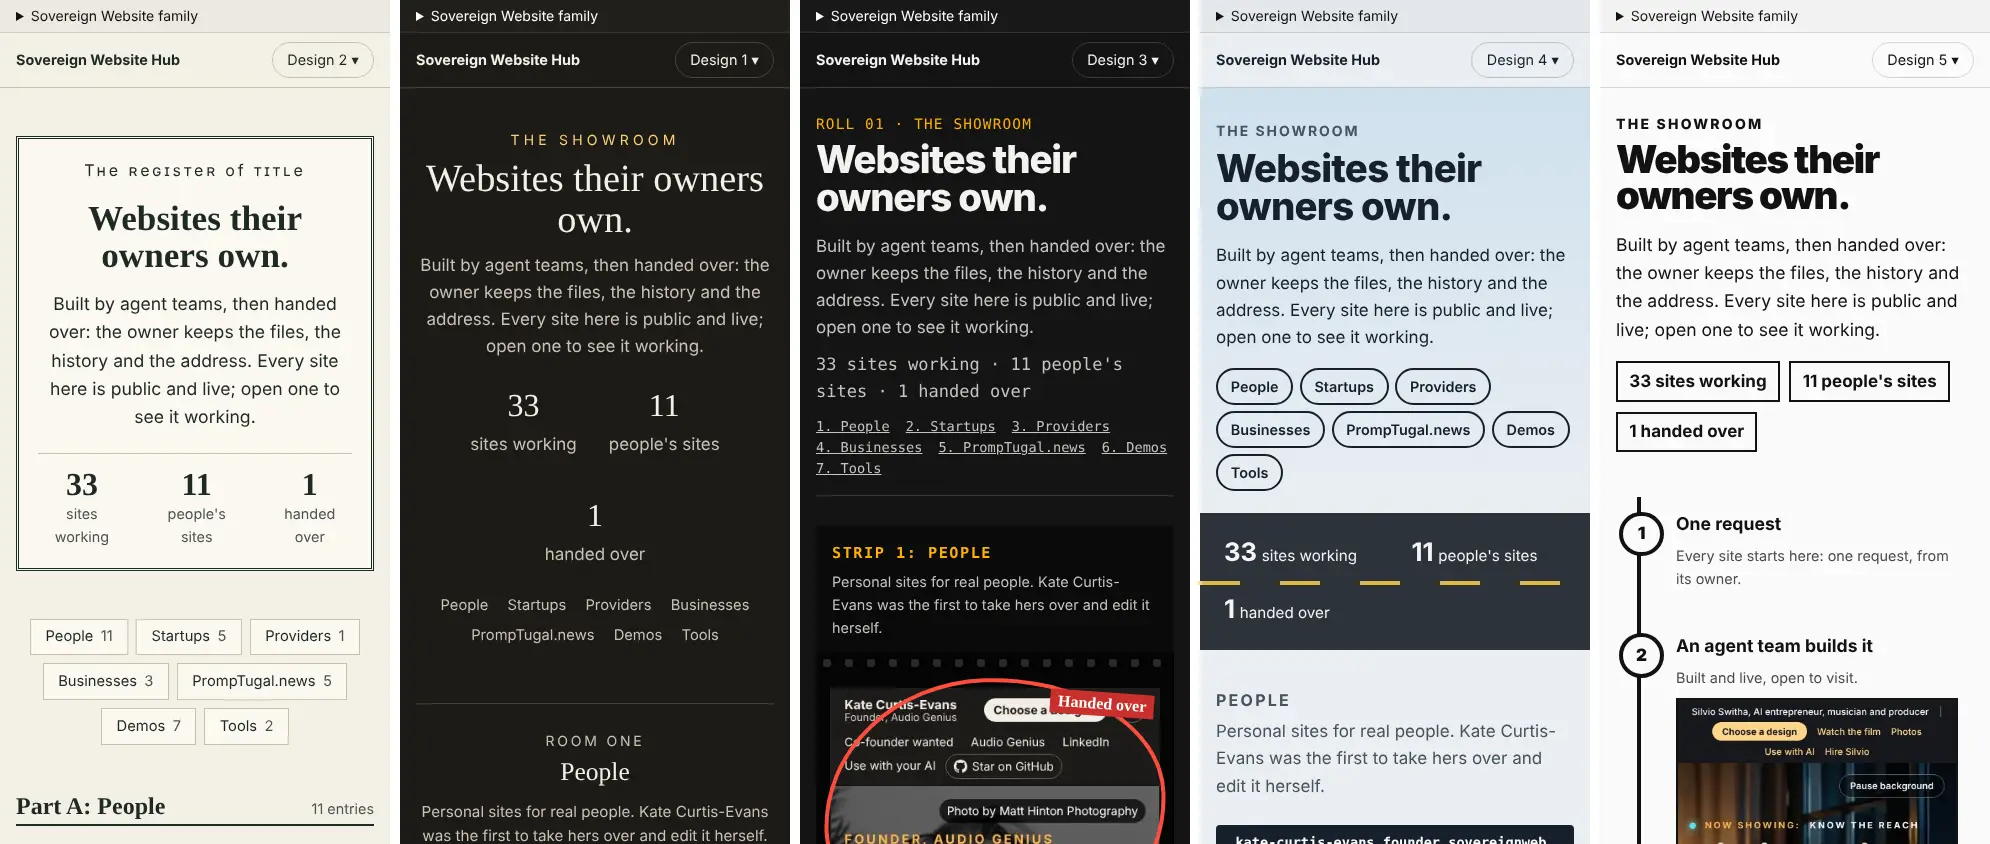 ▶ Sovereign Website family
Sovereign Website Hub
Design 2 ▾
The register of title
Websites their
owners own.
Built by agent teams, then handed
over: the owner keeps the files, the
history and the address. Every site
here is public and live; open one to
see it working.
33
sites
working
11
people's
sites
1
handed
over
People 11
Startups 5
Providers 1
Businesses 3
PrompTugal.news 5
Demos 7
Tools 2
Part A: People
11 entries
▶ Sovereign Website family
Sovereign Website Hub
Design 1 ▾
THE SHOWROOM
Websites their owners
own.
Built by agent teams, then handed over: the
owner keeps the files, the history and the
address. Every site here is public and live;
open one to see it working.
33
sites working
11
people's sites
1
handed over
People Startups Providers Businesses
PrompTugal.news Demos Tools
ROOM ONE
People
Personal sites for real people. Kate Curtis-Evans
was the first to take hers over and edit it herself.
▶ Sovereign Website family
Sovereign Website Hub
Design 3 ▾
ROLL 01 · THE SHOWROOM
Websites their
owners own.
Built by agent teams, then handed over: the
owner keeps the files, the history and the
address. Every site here is public and live;
open one to see it working.
33 sites working · 11 people's
sites · 1 handed over
1. People 2. Startups 3. Providers
4. Businesses 5. PrompTugal.news 6. Demos
7. Tools
STRIP 1: PEOPLE
Personal sites for real people. Kate Curtis-
Evans was the first to take hers over and edit it
herself.
Kate Curtis-Evans
Founder, Audio Genius
Choose a
Handed over
Co-founder wanted Audio Genius LinkedIn
Use with your AI Star on GitHub
Photo by Matt Hinton Photography
FOUNDER, AUDIO GENIUS
▶ Sovereign Website family
Sovereign Website Hub
Design 4 ▾
THE SHOWROOM
Websites their
owners own.
Built by agent teams, then handed over: the
owner keeps the files, the history and the
address. Every site here is public and live;
open one to see it working.
People Startups Providers
Businesses PrompTugal.news Demos
Tools
33 sites working 11 people's sites
1 handed over
PEOPLE
Personal sites for real people. Kate Curtis-
Evans was the first to take hers over and
edit it herself.
kate-curtis-evans.founder.sovereignweb
▶ Sovereign Website family
Sovereign Website Hub
Design 5 ▾
THE SHOWROOM
Websites their
owners own.
Built by agent teams, then handed over:
the owner keeps the files, the history and
the address. Every site here is public and
live; open one to see it working.
33 sites working
11 people's sites
1 handed over
1
One request
Every site starts here: one request, from
its owner.
2
An agent team builds it
Built and live, open to visit.
Silvio Switha, AI entrepreneur, musician and producer
Choose a design Watch the film Photos
Use with AI Hire Silvio
Pause background
NOW SHOWING: KNOW THE REACH